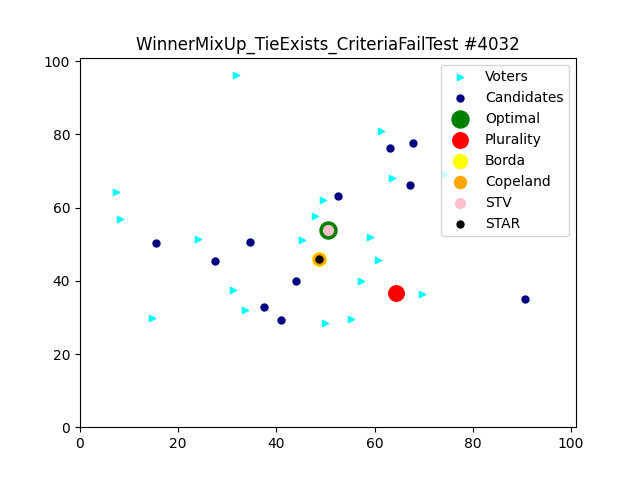 WinnerMixUp_TieExists_CriteriaFailTest #4032
100
80
60
40
20
0
0
20
40
60
80
100
Voters
Candidates
Optimal
Plurality
Borda
Copeland
STV
STAR